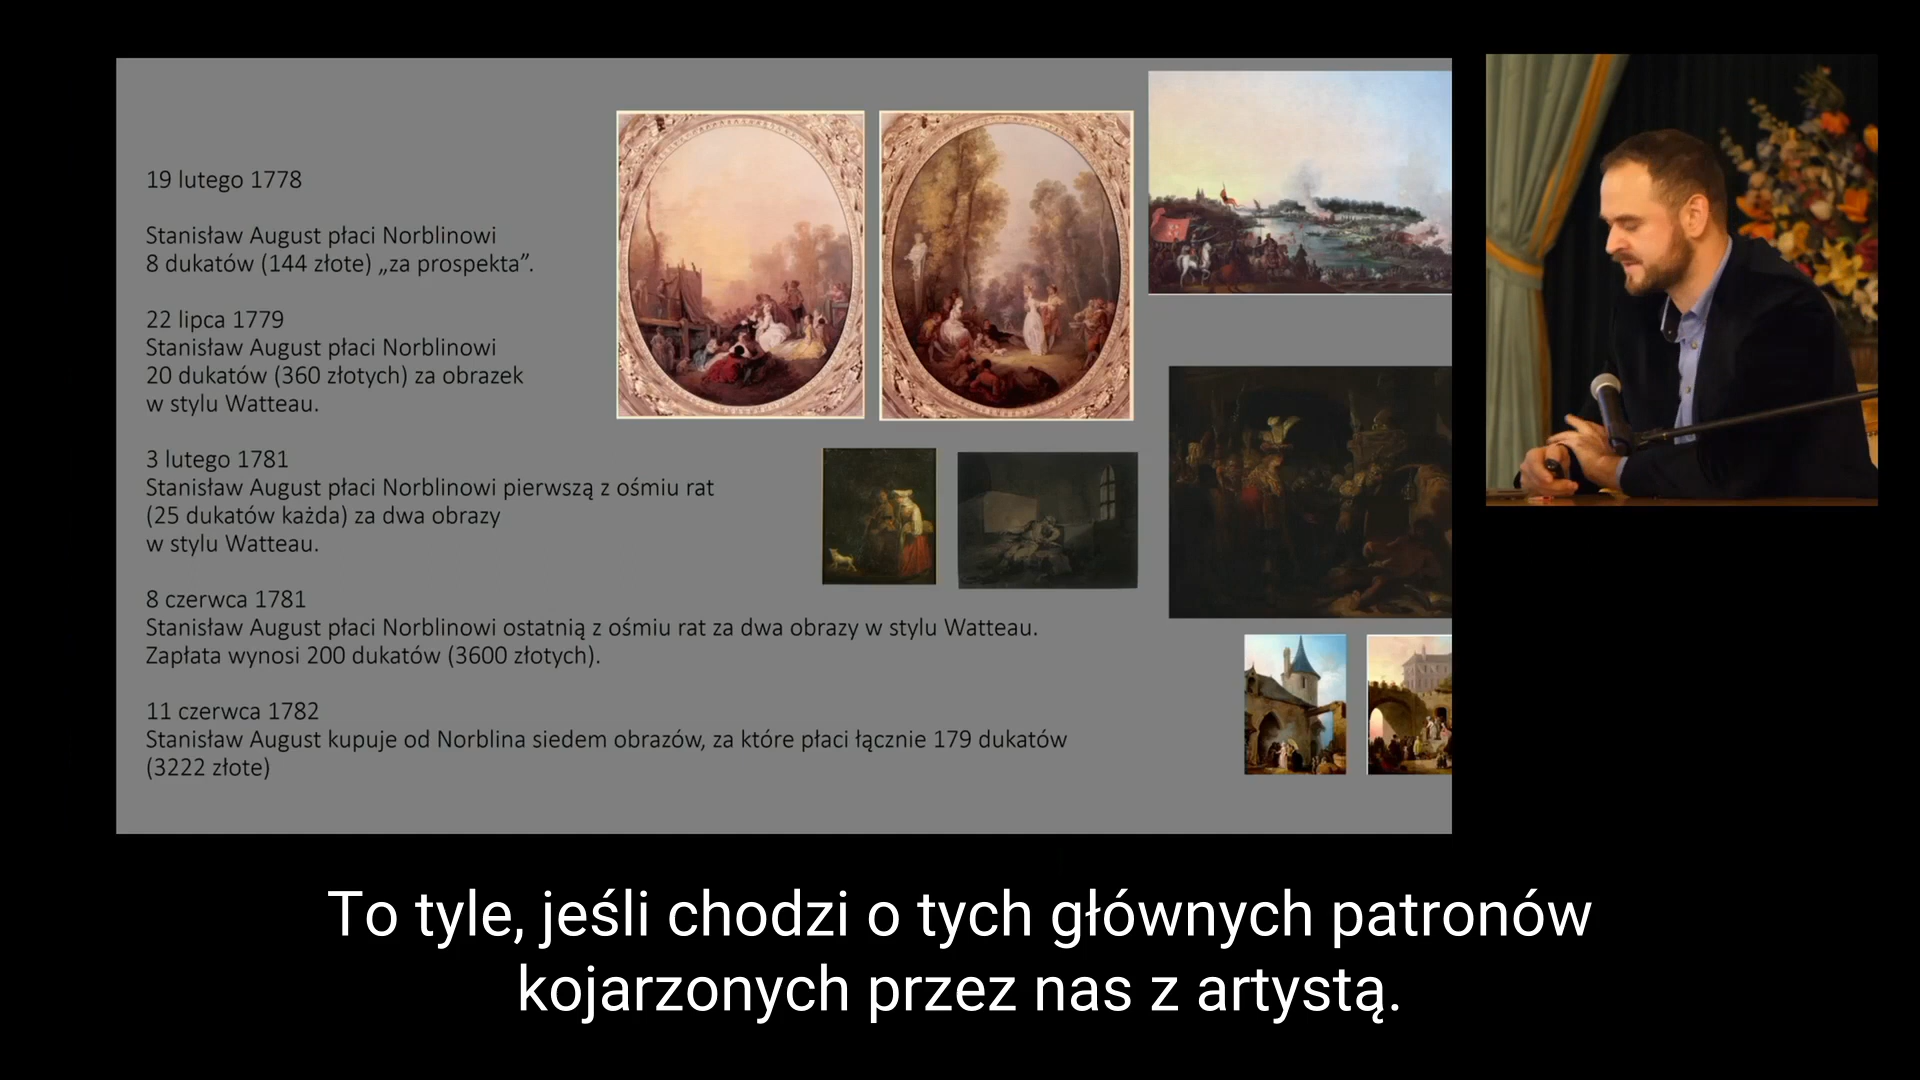 19 lutego 1778
Stanisław August płaci Norblinowi
8 dukatów (144 złote) „za prospekta”.
22 lipca 1779
Stanisław August płaci Norblinowi
20 dukatów (360 złotych) za obrazek
w stylu Watteau.
3 lutego 1781
Stanisław August płaci Norblinowi pierwszą z ośmiu rat
(25 dukatów każda) za dwa obrazy
w stylu Watteau.
8 czerwca 1781
Stanisław August płaci Norblinowi ostatnią z ośmiu rat za dwa obrazy w stylu Watteau.
Zapłata wynosi 200 dukatów (3600 złotych).
11 czerwca 1782
Stanisław August kupuje od Norblina siedem obrazów, za które płaci łącznie 179 dukatów
(3222 złote)
To tyle, jeśli chodzi o tych głównych patronów
kojarzonych przez nas z artystą.